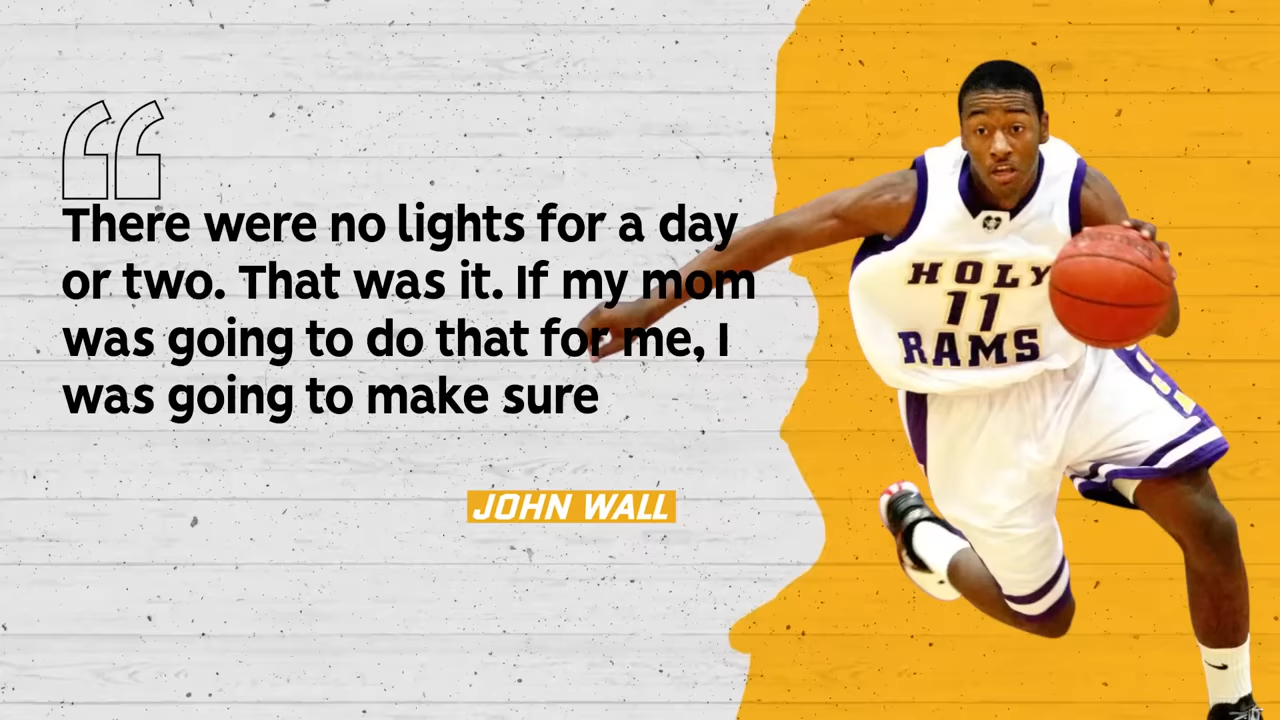 There were no lights for a day
or two. That was it. If my mom
was going to do that for me, I
was going to make sure
JOHN WALL
HOLY
11
RAMS